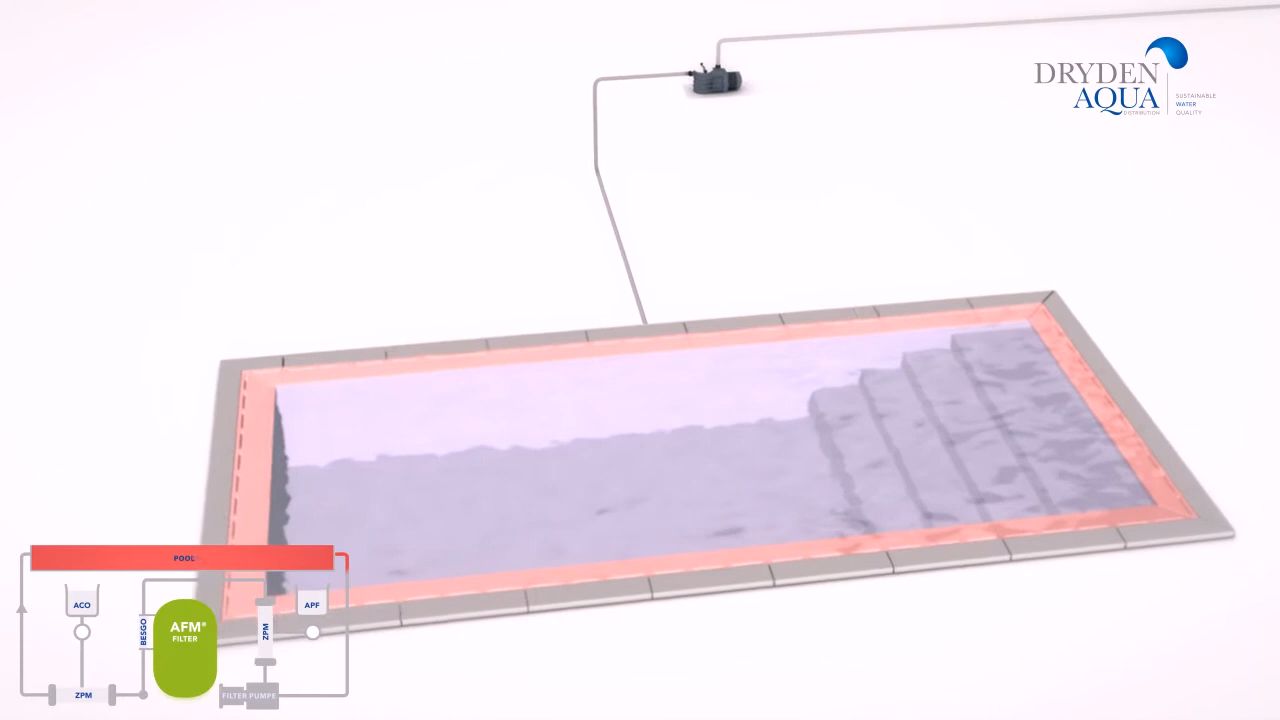 DRYDEN
AQUA
DISTRIBUTION
SUSTAINABLE
WATER
QUALITY
POOL
ACO
BESGO
AFM®
FILTER
ZPM
APF
ZPM
FILTER PUMPE